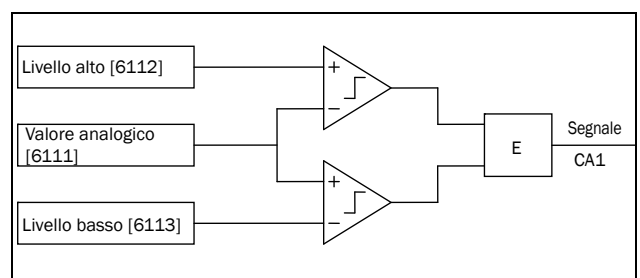 Livello alto [6112]
+
−
Valore analogico
[6111]
E
Segnale
CA1
+
−
Livello basso [6113]